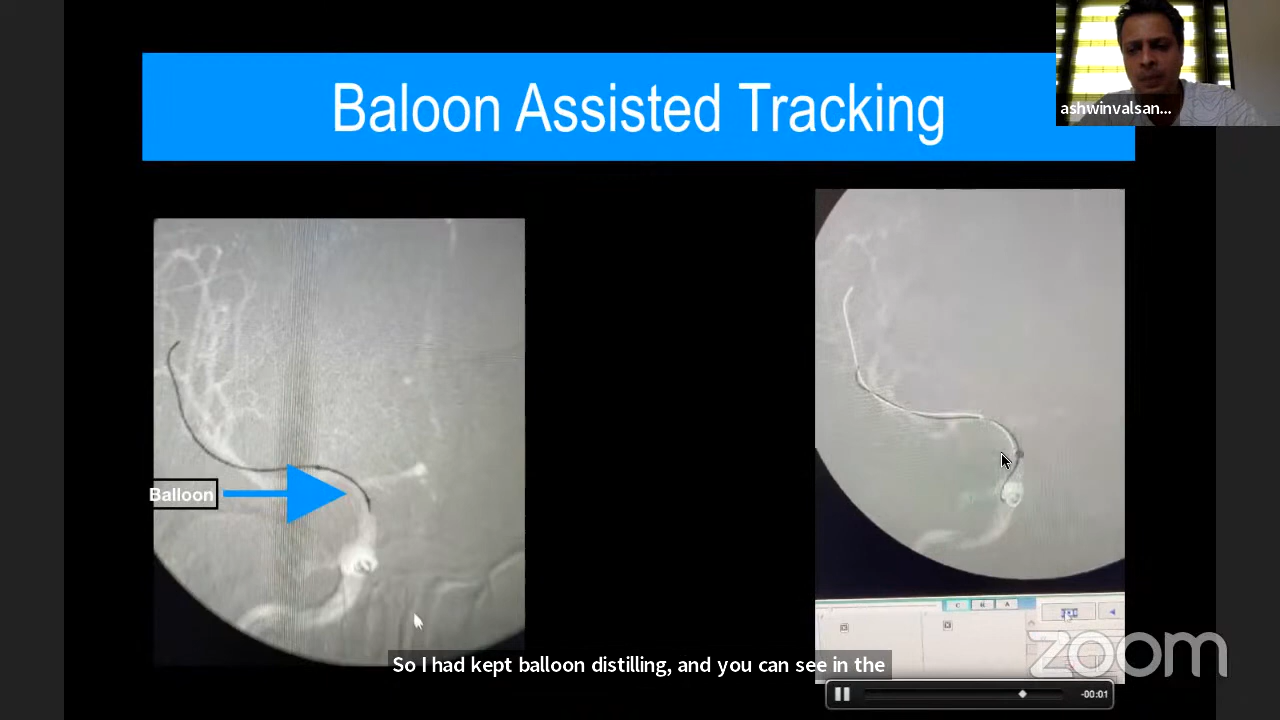 Baloon Assisted Tracking
ashwinvalsan...
Balloon
C
A
So I had kept balloon distilling, and you can see in the
zoom
-00:01